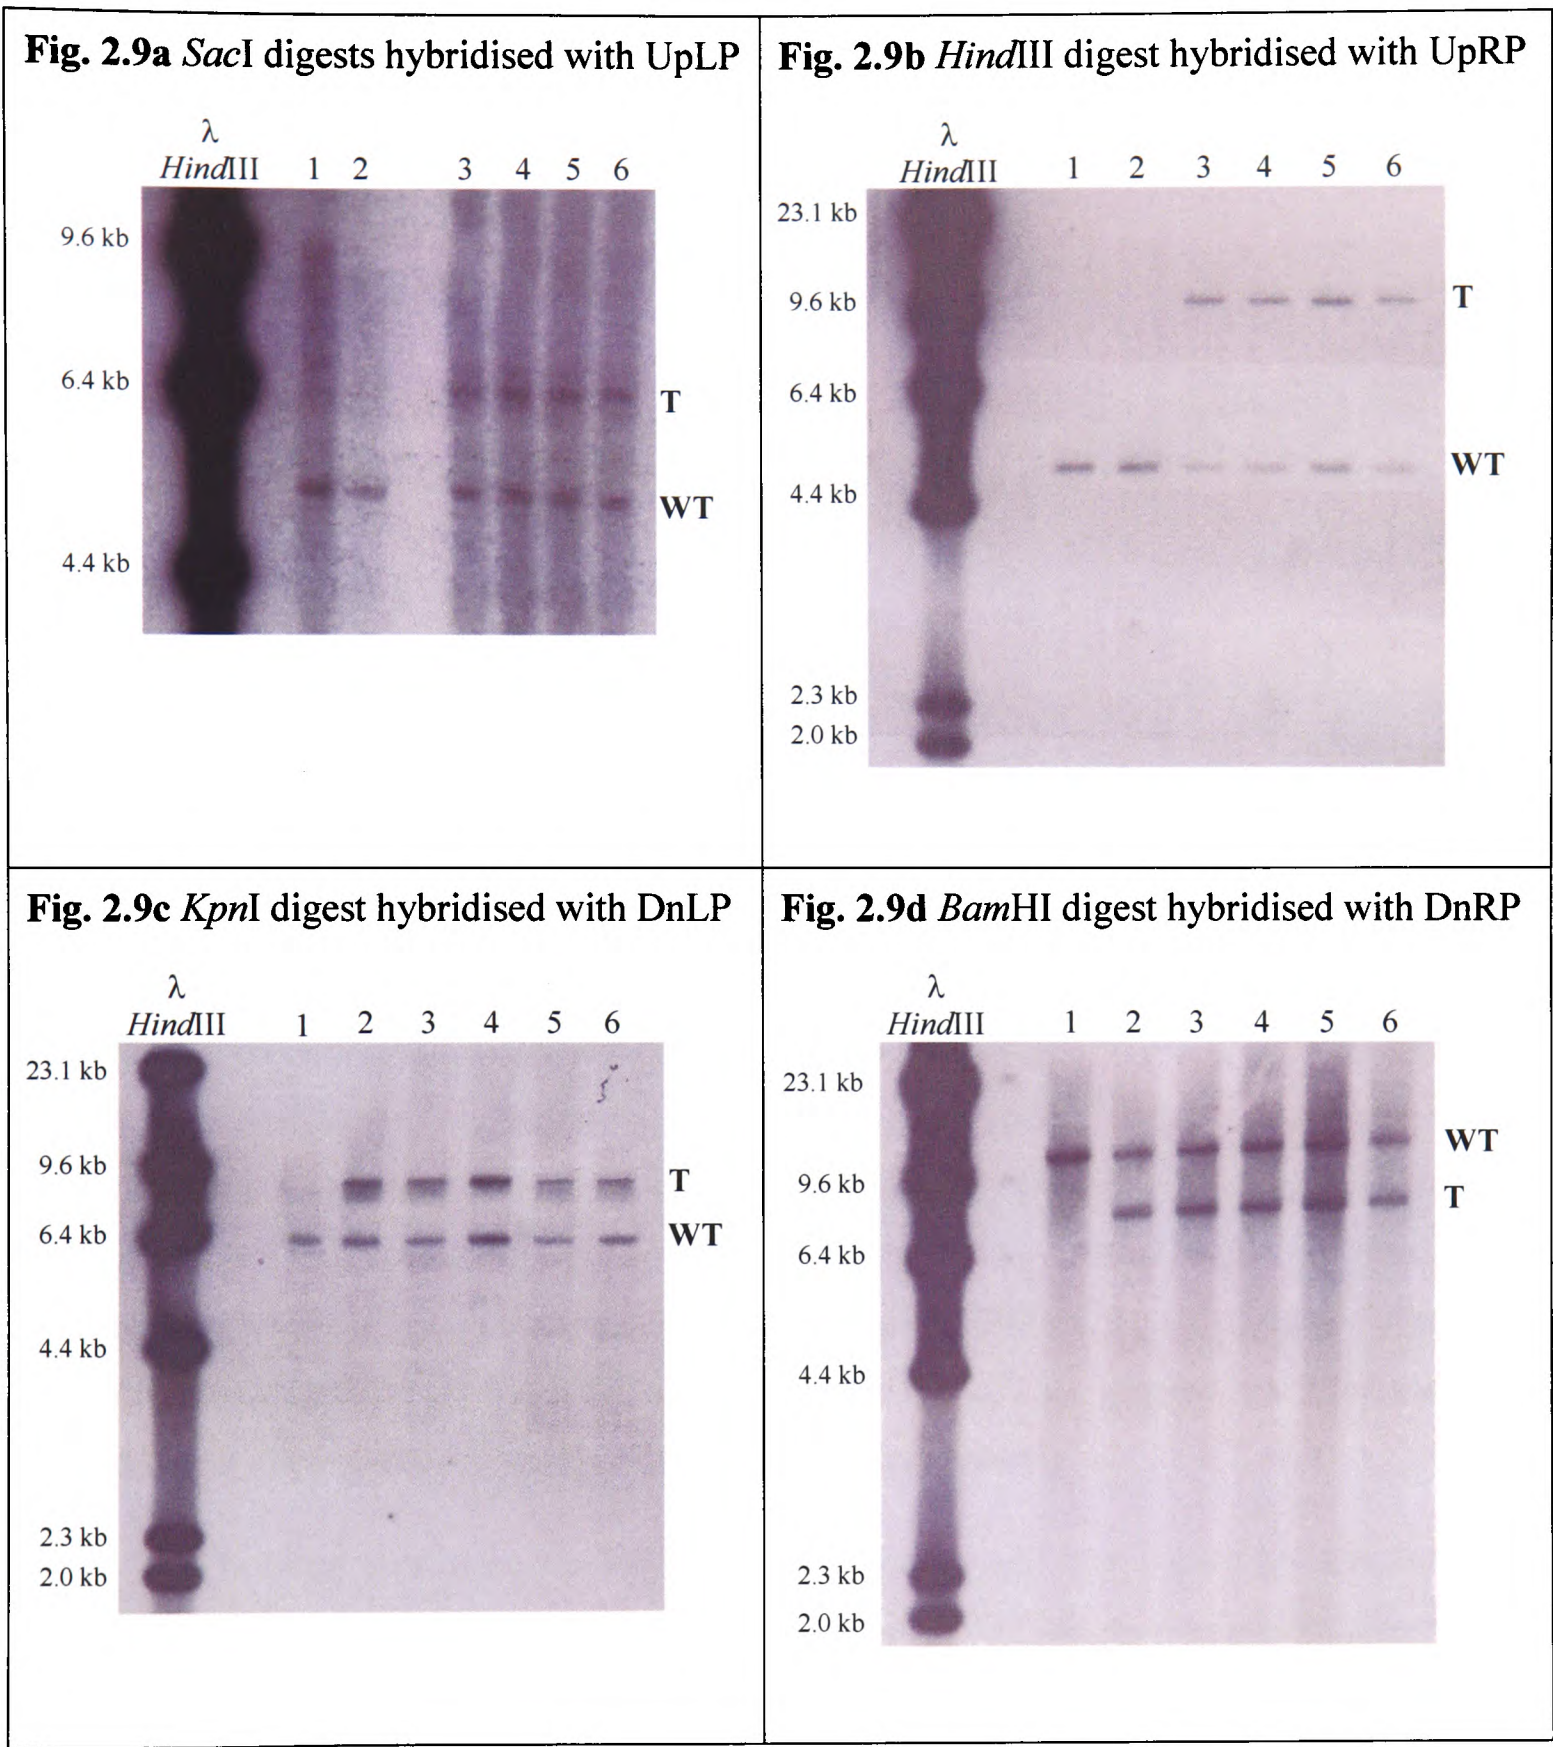 Fig. 2.9a SacI digests hybridised with UpLP
λ
HindIII 1 2 3 4 5 6
9.6 kb
6.4 kb
T
WT
4.4 kb
Fig. 2.9b HindIII digest hybridised with UpRP
λ
HindIII 1 2 3 4 5 6
23.1 kb
9.6 kb T
6.4 kb
WT
4.4 kb
2.3 kb
2.0 kb
Fig. 2.9c KpnI digest hybridised with DnLP
λ
HindIII 1 2 3 4 5 6
23.1 kb
9.6 kb
T
6.4 kb WT
4.4 kb
2.3 kb
2.0 kb
Fig. 2.9d BamHI digest hybridised with DnRP
λ
HindIII 1 2 3 4 5 6
23.1 kb
WT
9.6 kb
T
6.4 kb
4.4 kb
2.3 kb
2.0 kb